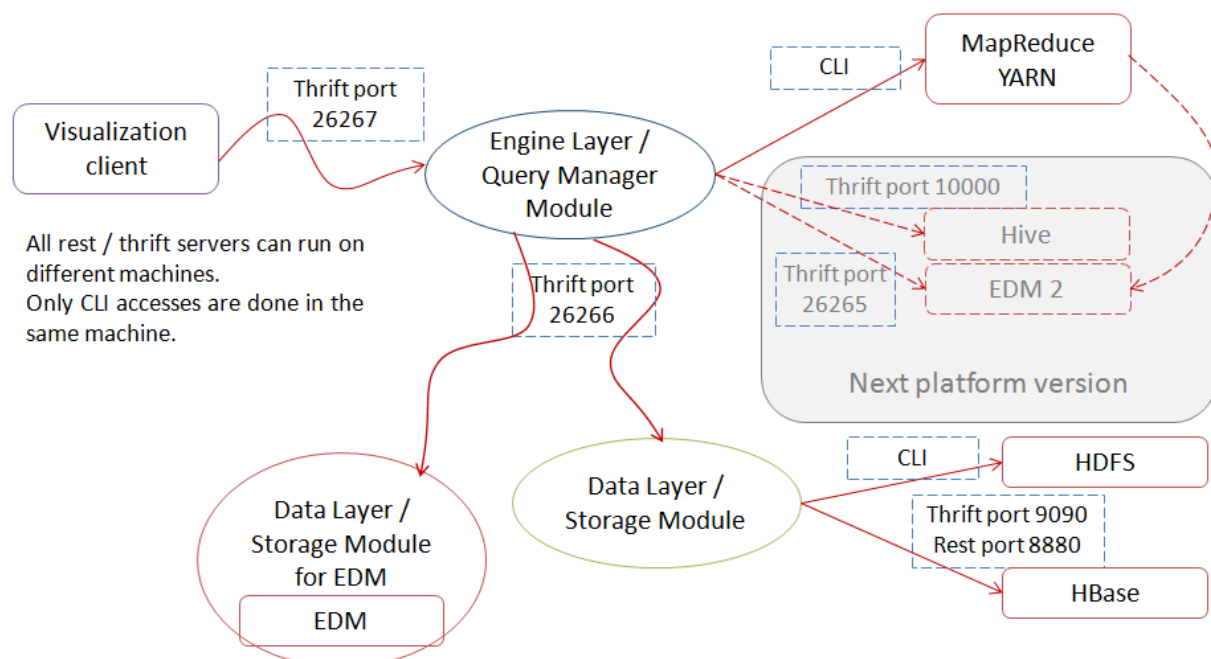 MapReduce
YARN
CLI
Thrift port
26267
Visualization
client
Engine Layer /
Query Manager
Module
Thrift port 10000
Hive
Thrift port
26265
EDM 2
Next platform version
All rest / thrift servers can run on
different machines.
Only CLI accesses are done in the
same machine.
Thrift port
26266
Data Layer /
Storage Module
for EDM
EDM
Data Layer /
Storage Module
CLI
HDFS
Thrift port 9090
Rest port 8880
HBase